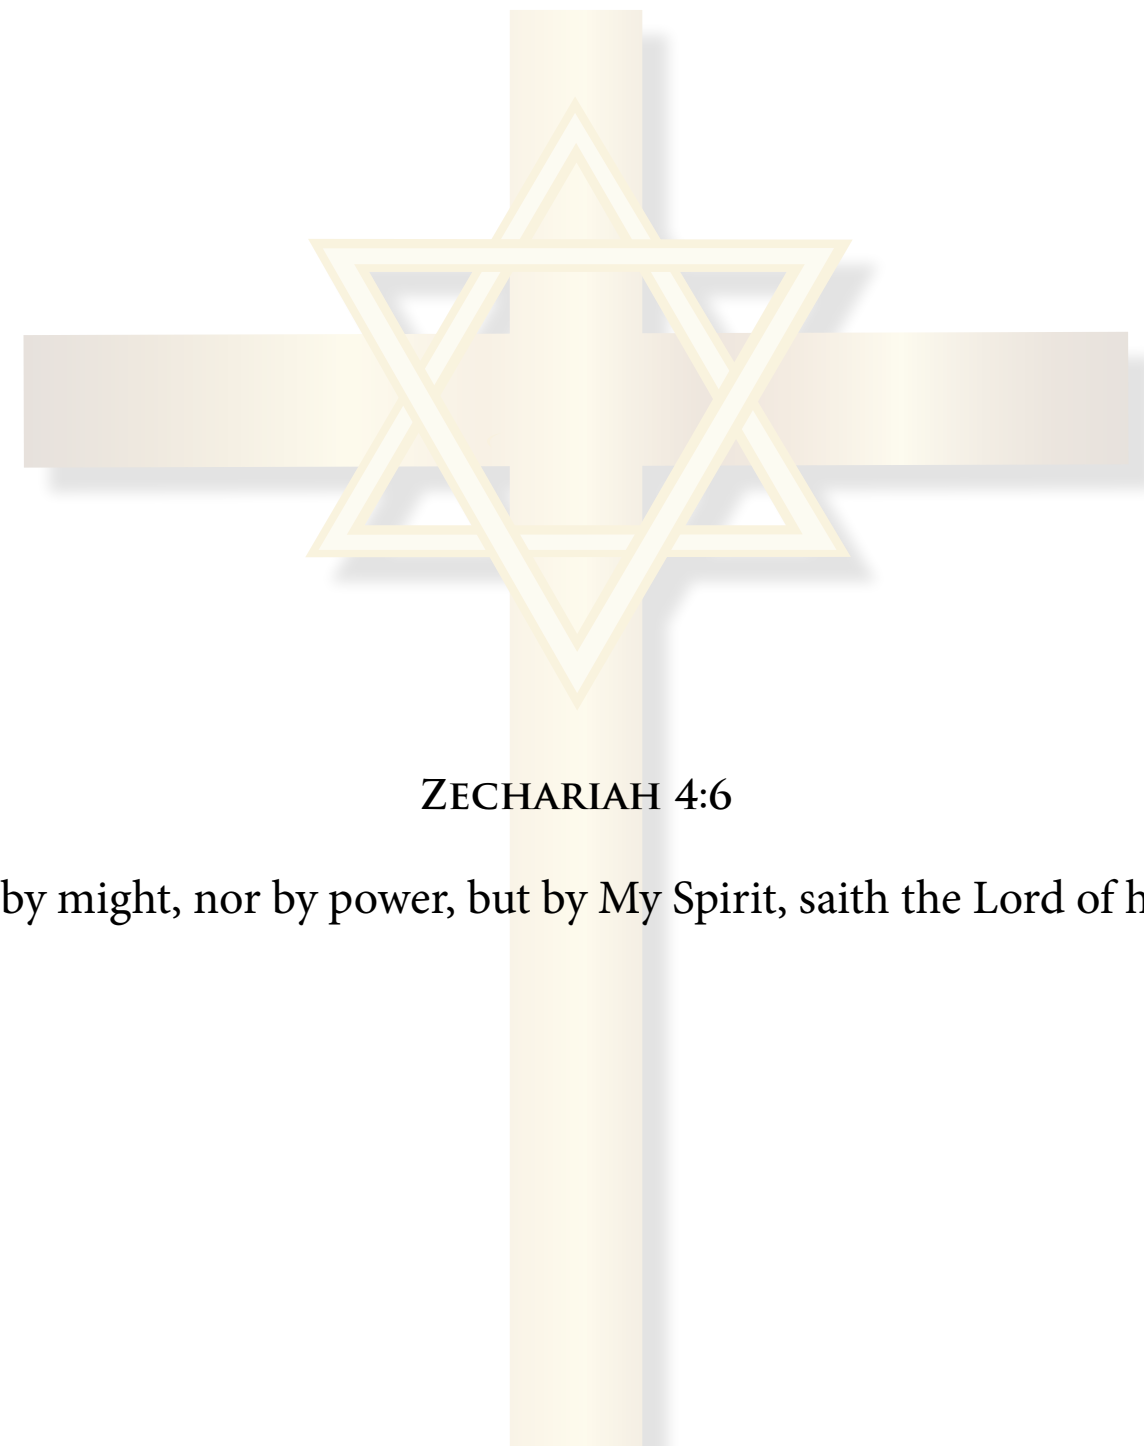 ZECHARIAH 4:6
by might, nor by power, but by My Spirit, saith the Lord of